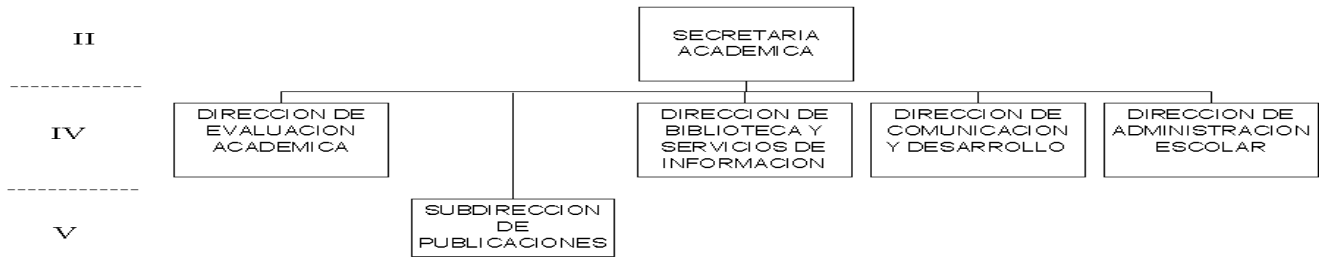 II
SECRETARIA
ACADEMICA
IV
DIRECCION DE
EVALUACION
ACADEMICA
DIRECCION DE
BIBLIOTECA Y
SERVICIOS DE
INFORMACION
DIRECCION DE
COMUNICACION
Y DESARROLLO
DIRECCION DE
ADMINISTRACION
ESCOLAR
V
SUBDIRECCION
DE
PUBLICACIONES